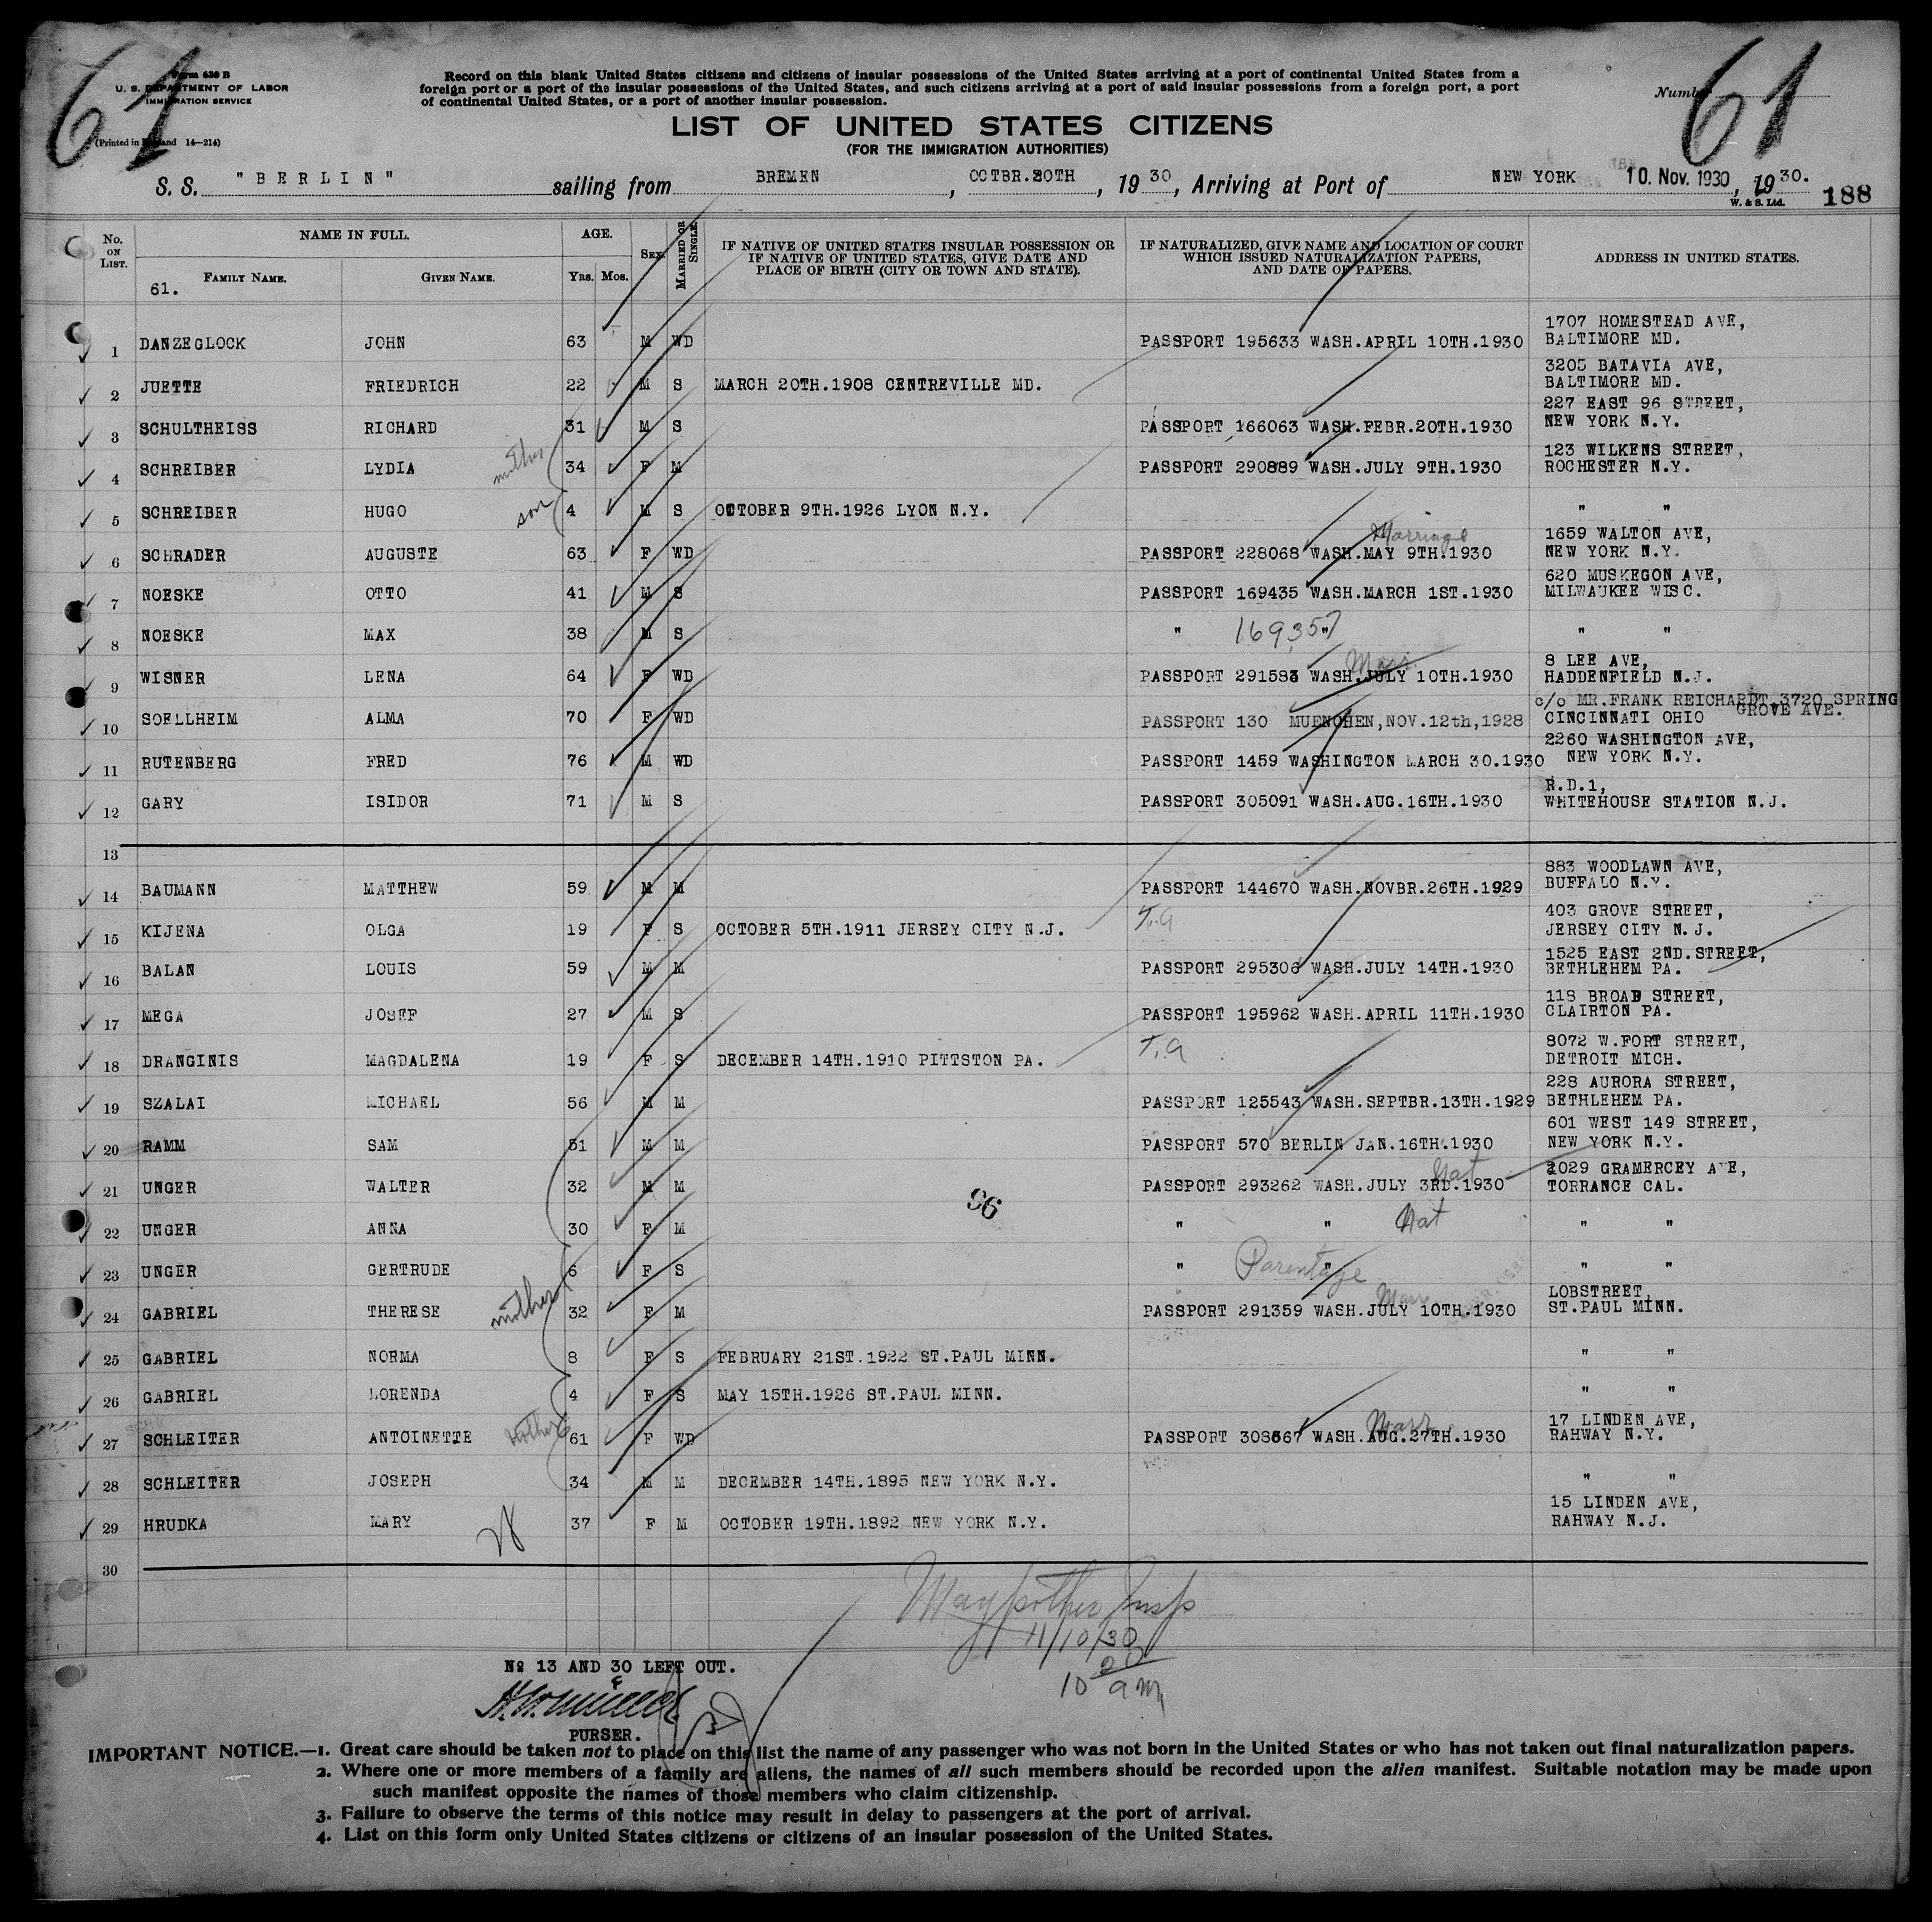 61
61
Form 630 B
U. S. DEPARTMENT OF LABOR
IMMIGRATION SERVICE
(Printed in England 14—214)
Record on this blank United States citizens and citizens of insular possessions of the United States arriving at a port of continental United States from a
foreign port or a port of the insular possessions of the United States, and such citizens arriving at a port of said insular possessions from a foreign port, a port
of continental United States, or a port of another insular possession.
Number
LIST OF UNITED STATES CITIZENS
(FOR THE IMMIGRATION AUTHORITIES)
S. S. "BERLIN" sailing from BREMEN, OCTBR.30TH, 1930, Arriving at Port of NEW YORK 10. Nov. 1930, 1930.
W. & S. Ltd. 188
No. ON LIST. NAME IN FULL. AGE. SEX. MARRIED OR SINGLE. IF NATIVE OF UNITED STATES INSULAR POSSESSION OR IF NATIVE OF UNITED STATES, GIVE DATE AND PLACE OF BIRTH (CITY OR TOWN AND STATE). IF NATURALIZED, GIVE NAME AND LOCATION OF COURT WHICH ISSUED NATURALIZATION PAPERS, AND DATE OF PAPERS. ADDRESS IN UNITED STATES.
61. FAMILY NAME. GIVEN NAME. Yrs. Mos.
1 DANZEGLOCK JOHN 63 M WD PASSPORT 195633 WASH.APRIL 10TH.1930 1707 HOMESTEAD AVE, BALTIMORE MD.
2 JUETTE FRIEDRICH 22 M S MARCH 20TH.1908 CENTREVILLE MD. 3205 BATAVIA AVE, BALTIMORE MD.
3 SCHULTHEISS RICHARD 31 M S PASSPORT 166063 WASH.FEBR.20TH.1930 227 EAST 96 STREET, NEW YORK N.Y.
4 SCHREIBER LYDIA mother 34 F M PASSPORT 290889 WASH.JULY 9TH.1930 123 WILKENS STREET, ROCHESTER N.Y.
5 SCHREIBER HUGO son 4 M S OCTOBER 9TH.1926 LYON N.Y. " "
6 SCHRADER AUGUSTE 63 F WD PASSPORT 228068 WASH.MAY 9TH.1930 Marriage 1659 WALTON AVE, NEW YORK N.Y.
7 NOESKE OTTO 41 M S PASSPORT 169435 WASH.MARCH 1ST.1930 620 MUSKEGON AVE, MILWAUKEE WISC.
8 NOESKE MAX 38 M S " 169357 " " "
9 WISNER LENA 64 F WD PASSPORT 291583 WASH.JULY 10TH.1930 Marr. 8 LEE AVE, HADDENFIELD N.J.
10 SOELLHEIM ALMA 70 F WD PASSPORT 130 MUENCHEN,NOV.12th,1928 c/o MR.FRANK REICHARDT,3720 SPRING GROVE AVE. CINCINNATI OHIO
11 RUTENBERG FRED 76 M WD PASSPORT 1459 WASHINGTON MARCH 30.1930 2260 WASHINGTON AVE, NEW YORK N.Y.
12 GARY ISIDOR 71 M S PASSPORT 305091 WASH.AUG.16TH.1930 R.D.1, WHITEHOUSE STATION N.J.
13
14 BAUMANN MATTHEW 59 M M PASSPORT 144670 WASH.NOVBR.26TH.1929 883 WOODLAWN AVE, BUFFALO N.Y.
15 KIJENA OLGA 19 F S OCTOBER 5TH.1911 JERSEY CITY N.J. T.a 403 GROVE STREET, JERSEY CITY N.J.
16 BALAN LOUIS 59 M M PASSPORT 295306 WASH.JULY 14TH.1930 1525 EAST 2ND.STREET, BETHLEHEM PA.
17 MEGA JOSEF 27 M S PASSPORT 195962 WASH.APRIL 11TH.1930 118 BROAD STREET, CLAIRTON PA.
18 DRANGINIS MAGDALENA 19 F S DECEMBER 14TH.1910 PITTSTON PA. T.a 8072 W.FORT STREET, DETROIT MICH.
19 SZALAI MICHAEL 56 M M PASSPORT 125543 WASH.SEPTBR.13TH.1929 228 AURORA STREET, BETHLEHEM PA.
20 RAMM SAM 51 M M PASSPORT 570 BERLIN JAN.16TH.1930 601 WEST 149 STREET, NEW YORK N.Y.
21 UNGER WALTER 32 M M PASSPORT 293262 WASH.JULY 3RD.1930 Nat 2029 GRAMERCEY AVE, TORRANCE CAL.
22 UNGER ANNA 30 F M 96 " " Nat " "
23 UNGER GERTRUDE 6 F S " Parentage " " "
24 GABRIEL THERESE mother 32 F M PASSPORT 291359 WASH.JULY 10TH.1930 Marr LOBSTREET, ST.PAUL MINN.
25 GABRIEL NORMA 8 F S FEBRUARY 21ST.1922 ST.PAUL MINN. " "
26 GABRIEL LORENDA 4 F S MAY 15TH.1926 ST.PAUL MINN. " "
27 SCHLEITER ANTOINETTE mother 61 F WD PASSPORT 308667 WASH.AUG.27TH.1930 Marr. 17 LINDEN AVE, RAHWAY N.Y.
28 SCHLEITER JOSEPH 34 M M DECEMBER 14TH.1895 NEW YORK N.Y. " "
29 HRUDKA MARY 37 F M OCTOBER 19TH.1892 NEW YORK N.Y. 15 LINDEN AVE, RAHWAY N.J.
28
30
Insp
11/10/30
10 20 am
No 13 AND 30 LEFT OUT.
PURSER.
IMPORTANT NOTICE.—1. Great care should be taken not to place on this list the name of any passenger who was not born in the United States or who has not taken out final naturalization papers.
2. Where one or more members of a family are aliens, the names of all such members should be recorded upon the alien manifest. Suitable notation may be made upon
such manifest opposite the names of those members who claim citizenship.
3. Failure to observe the terms of this notice may result in delay to passengers at the port of arrival.
4. List on this form only United States citizens or citizens of an insular possession of the United States.